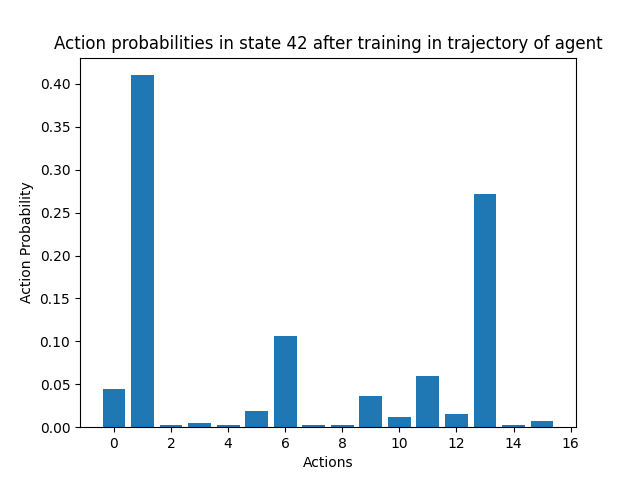 Action probabilities in state 42 after training in trajectory of agent
0.40
0.35
0.30
0.25
0.20
0.15
0.10
0.05
0.00
Action Probability
0 2 4 6 8 10 12 14 16
Actions